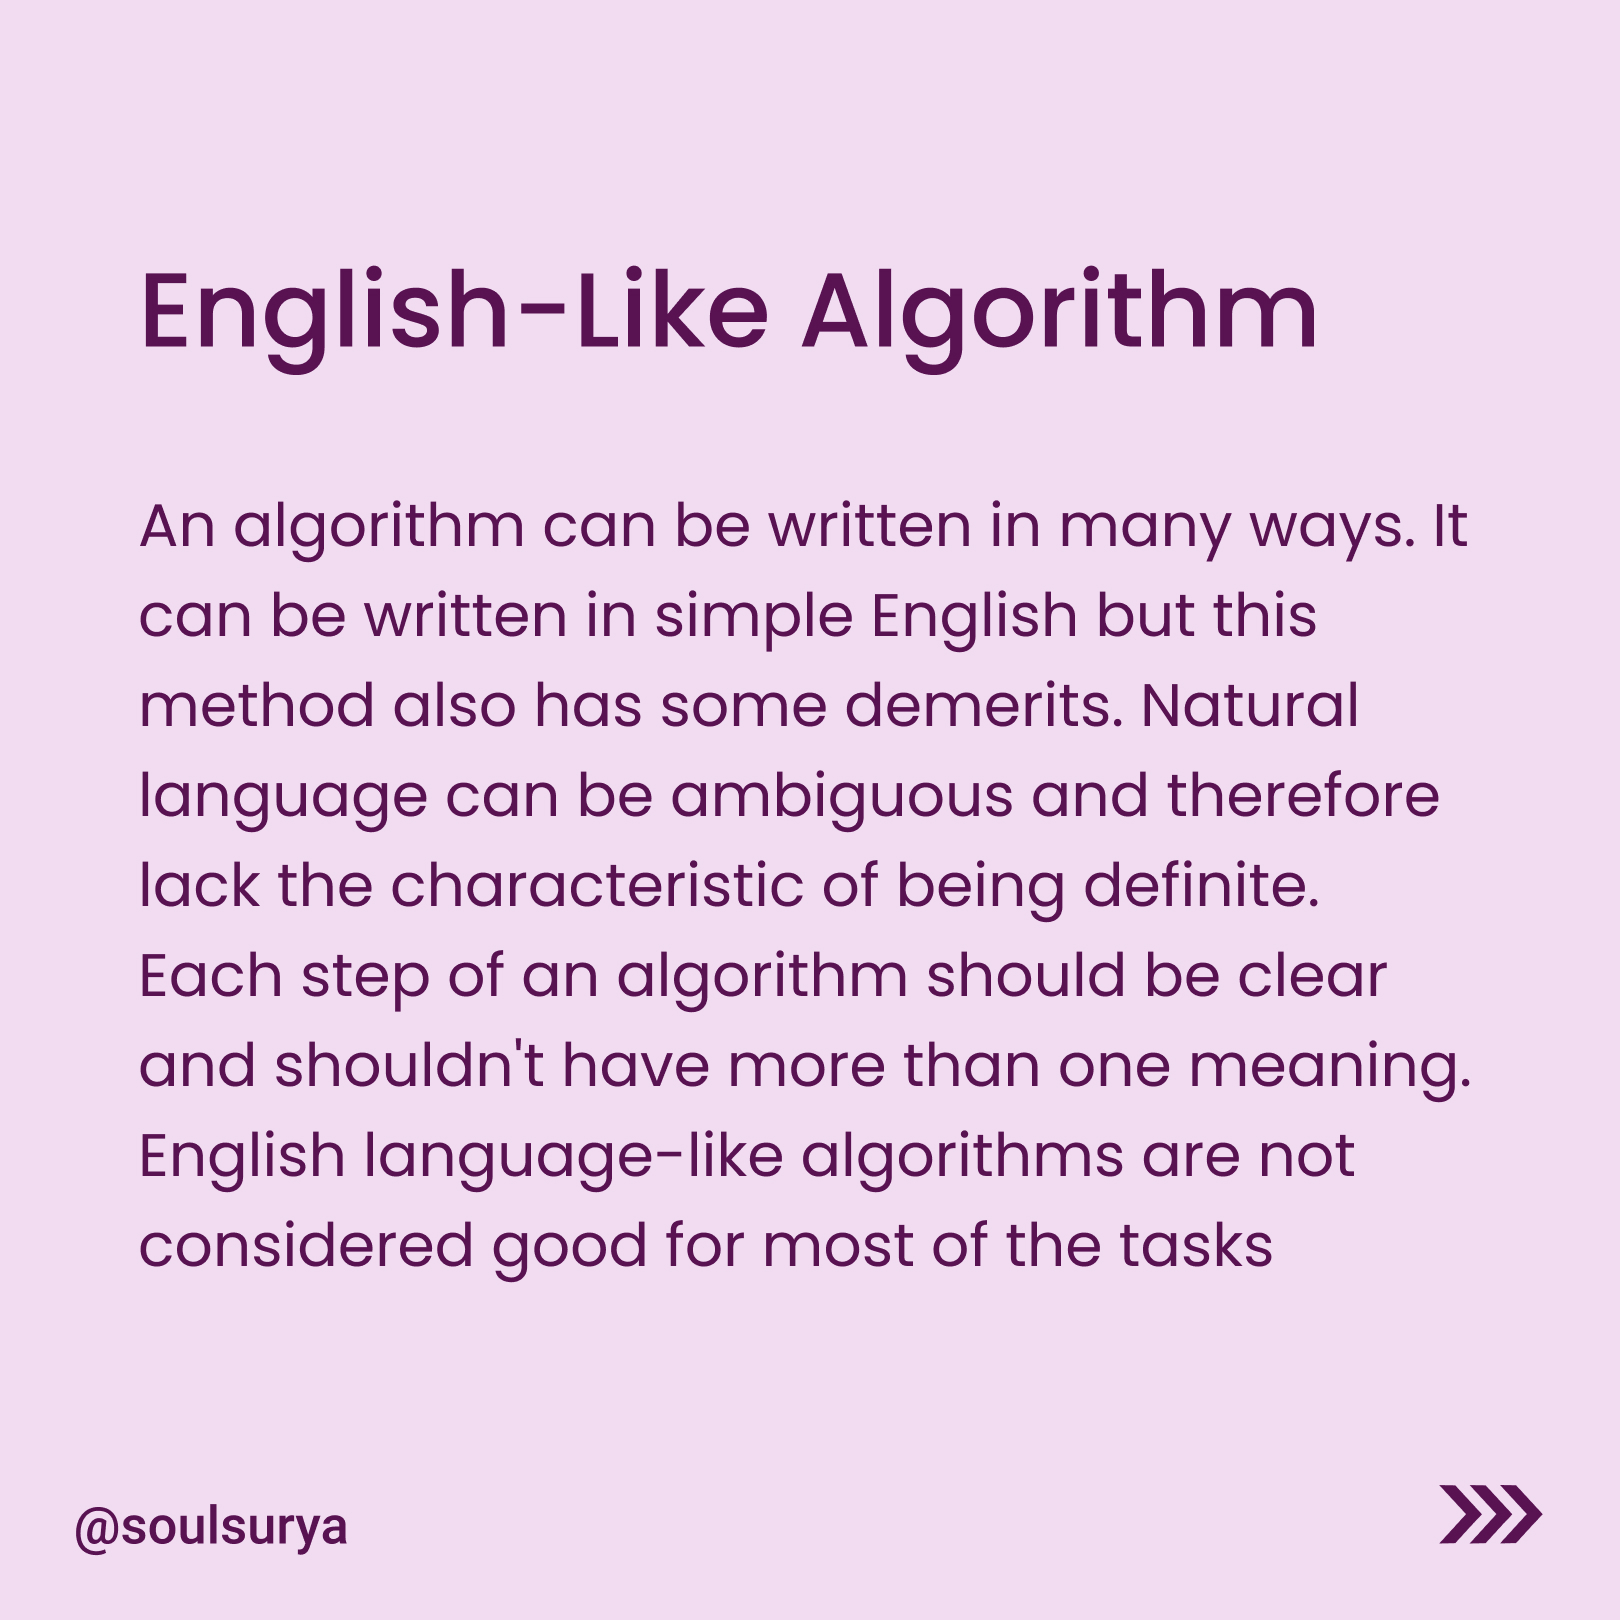 English-Like Algorithm
An algorithm can be written in many ways. It
can be written in simple English but this
method also has some demerits. Natural
language can be ambiguous and therefore
lack the characteristic of being definite.
Each step of an algorithm should be clear
and shouldn't have more than one meaning.
English language-like algorithms are not
considered good for most of the tasks
@soulsurya